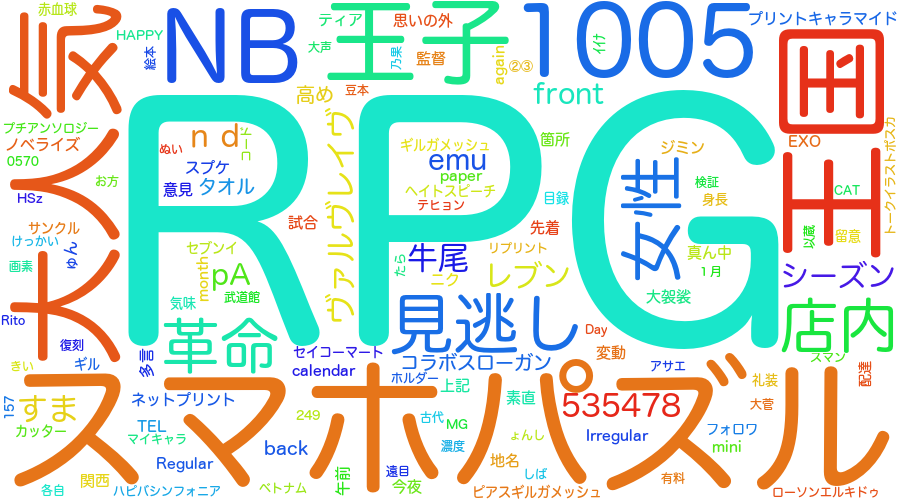 赤血球
HAPPY
絵本
NB
ティア
大声
王子
乃果
思いの外
監督
again
②③
1005
イイナ
プリントキャラマイド
大人気
プチアンソロジー
ノベライズ
0570
お方
HSz
サンクル
けっかい
ゅん
画素
Rito
復刻
ギル
RPG
ぬい
n d
コード
スプケ
意見
タオル
高め
豆本
試合
ヴァルヴレイヴ
セブンイ
month
pA
武道館
気味
革命
front
箇所
ギルガメッシュ
emu
paper
ヘイトスピーチ
テヒョン
目録
先着
牛尾
リプリント
たら
ニク
レブン
見逃し
Day
変動
ジミン
女性
検証
身長
真ん中
1月
大袈裟
国王
EXO
CAT
以蔵
留意
トークイラストボスカ
シーズン
店内
スマン
配達
多言
セイコーマート
calendar
コラボスローガン
ホルダー
アサエ
礼装
大菅
スマホパズル
きい
157
すま
カッター
ネットプリント
TEL
マイキャラ
249
上記
古代
MG
素直
535478
フォロワ
mini
Irregular
back
Regular
関西
各自
ハピバシンフォニア
ベトナム
午前
遠目
今夜
濃度
ょんし
地名
しば
ピアスギルガメッシュ
有料
ローソンエルキドゥ